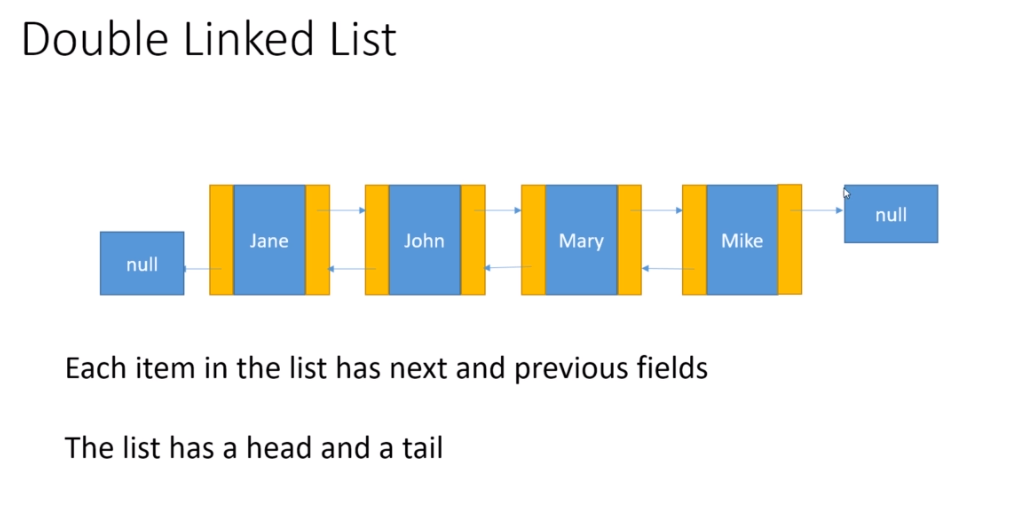 Double Linked List
null
Jane
John
Mary
Mike
null
Each item in the list has next and previous fields
The list has a head and a tail